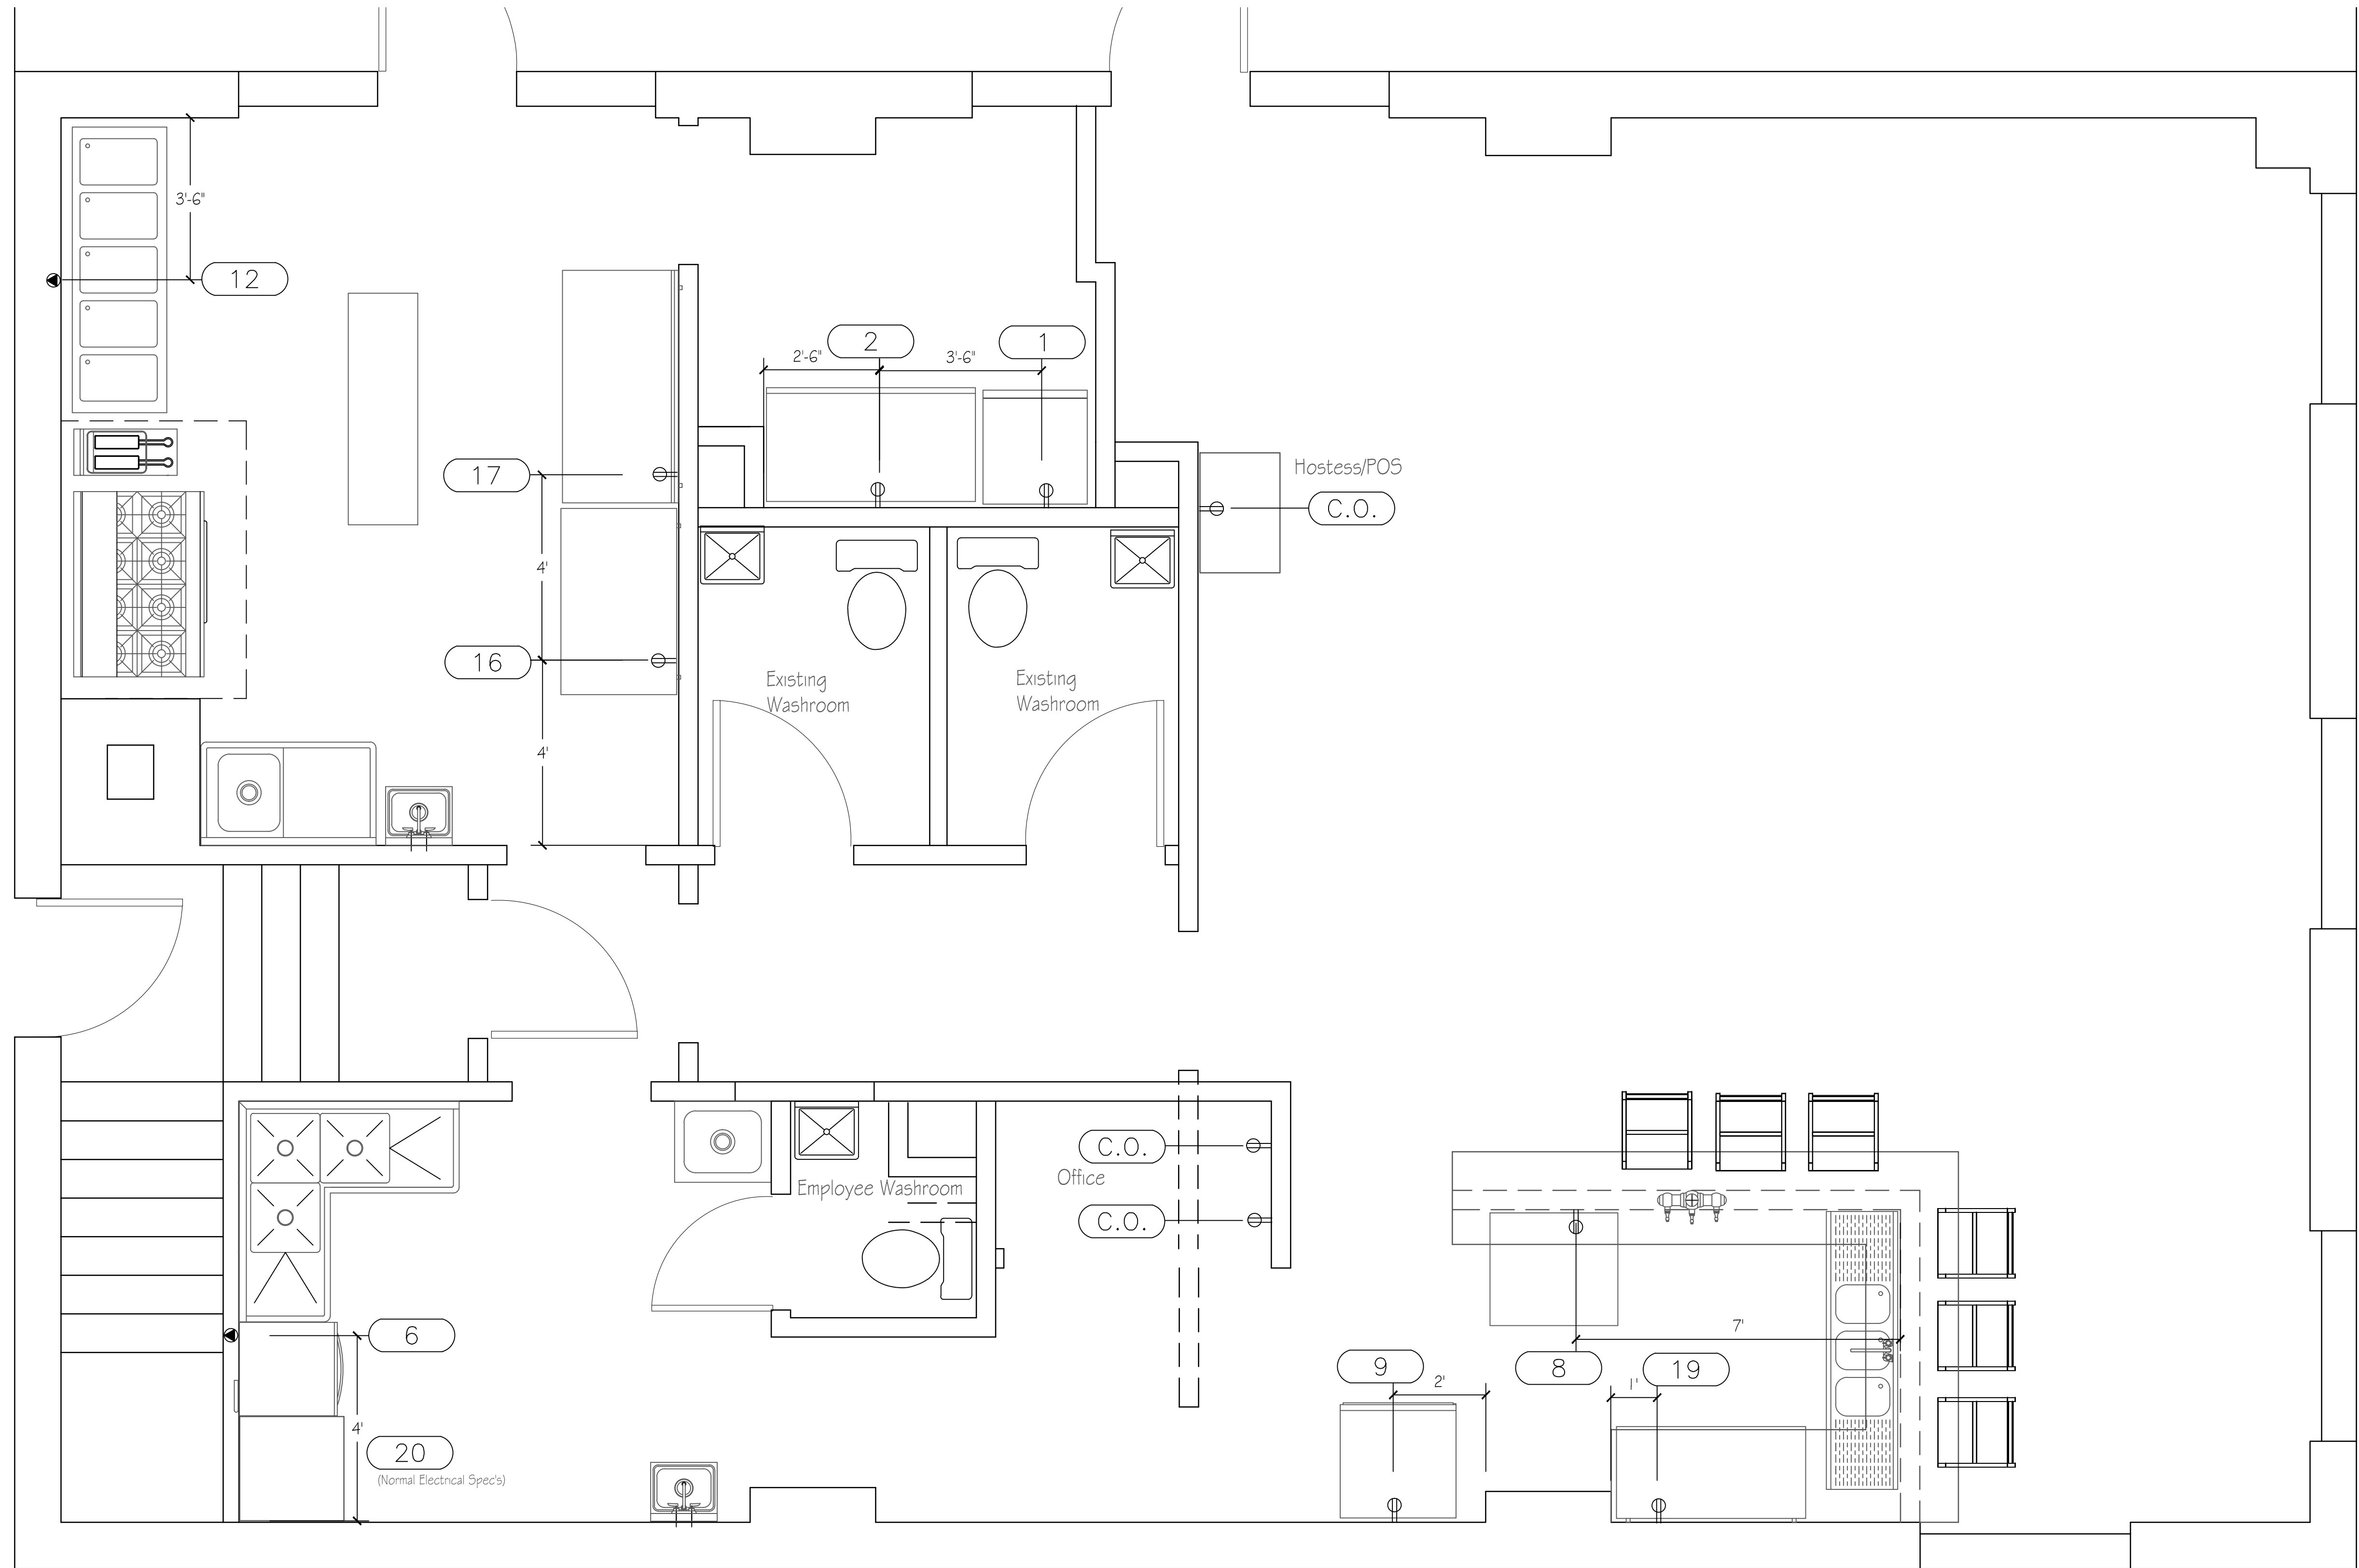 3'-6"
12
2
1
2'-6"
3'-6"
17
Hostess/POS
C.O.
4'
16
Existing
Washroom
Existing
Washroom
4'
C.O.
Office
Employee Washroom
C.O.
6
7'
9
8
19
2'
1'
4'
20
(Normal Electrical Spec's)